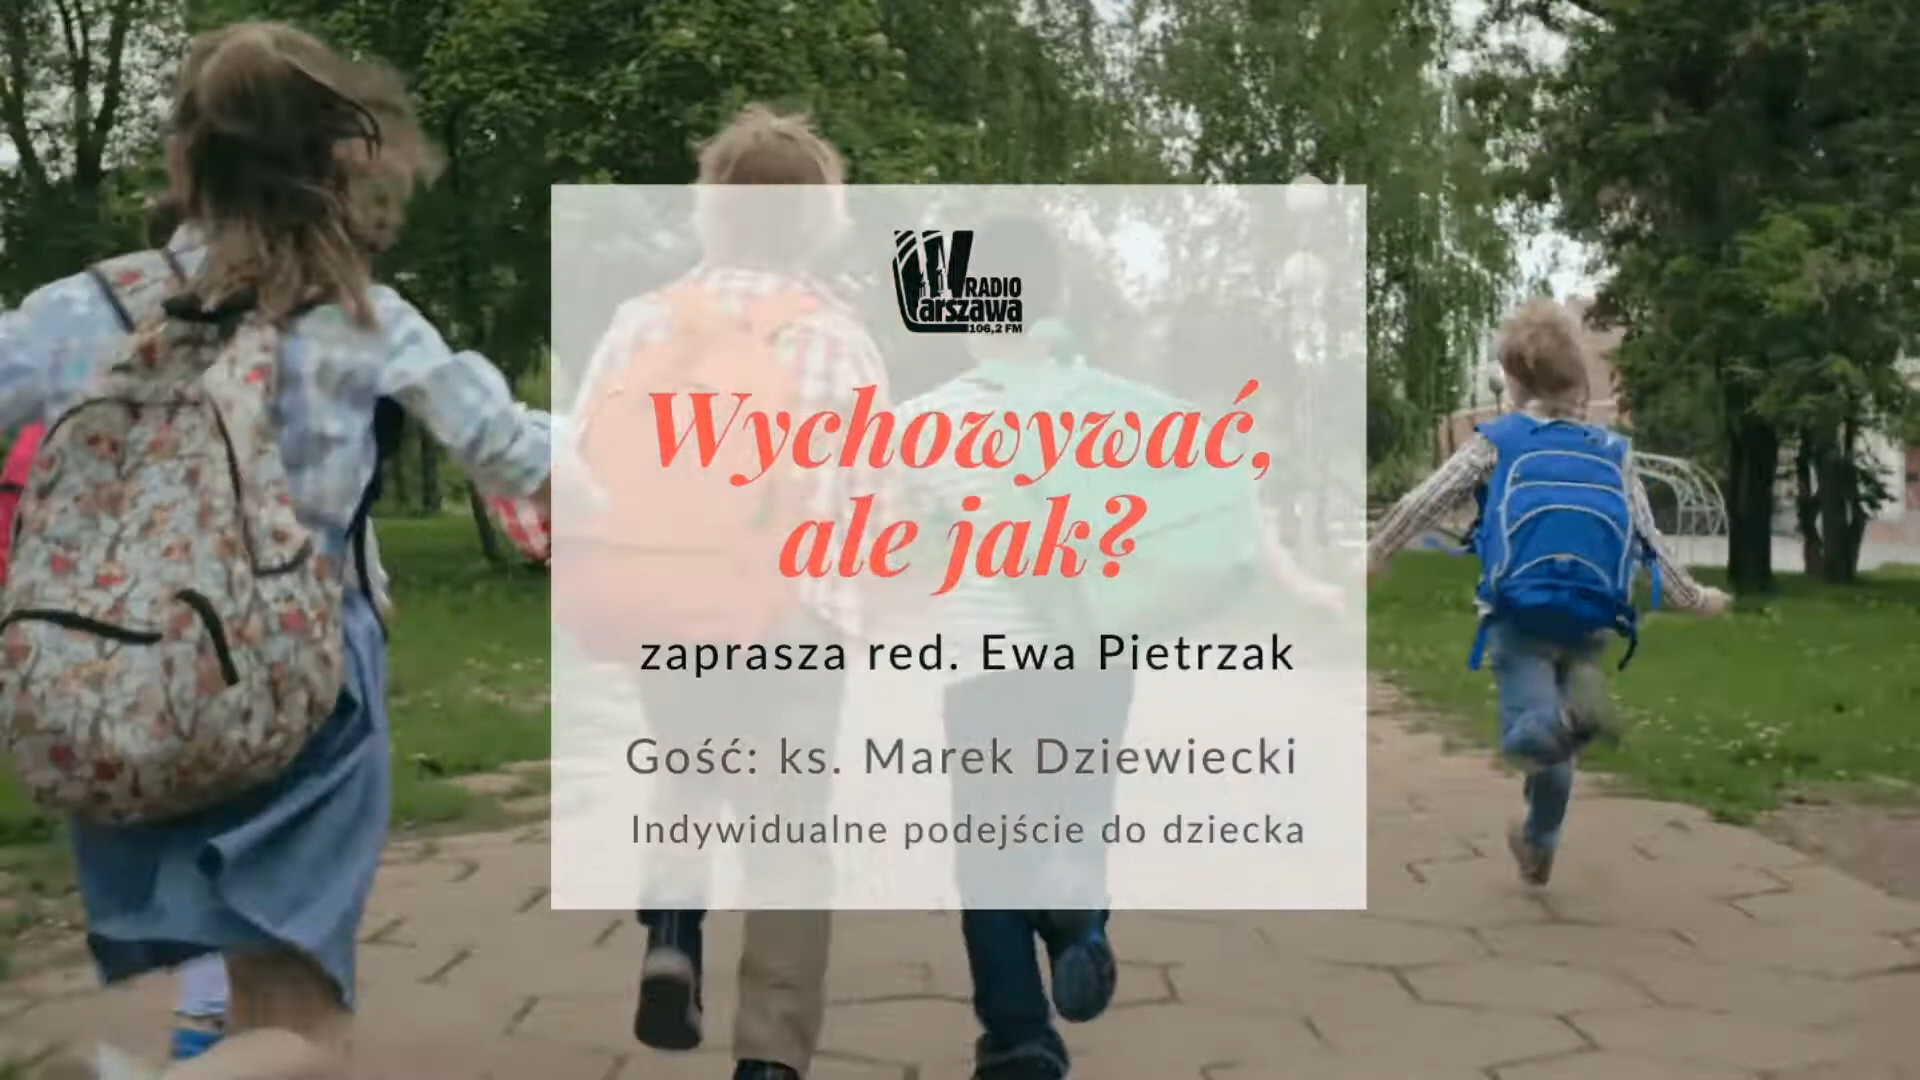 RADIO
Warszawa
106,2 FM
Wychowywać,
ale jak?
zaprasza red. Ewa Pietrzak
Gość: ks. Marek Dziewiecki
Indywidualne podejście do dziecka